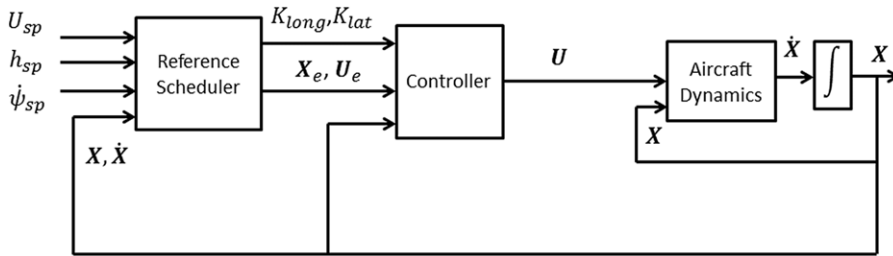 U_sp
h_sp
ψ̇_sp
X, Ẋ
Reference
Scheduler
K_long, K_lat
X_e, U_e
Controller
U
X
Aircraft
Dynamics
Ẋ
∫
X